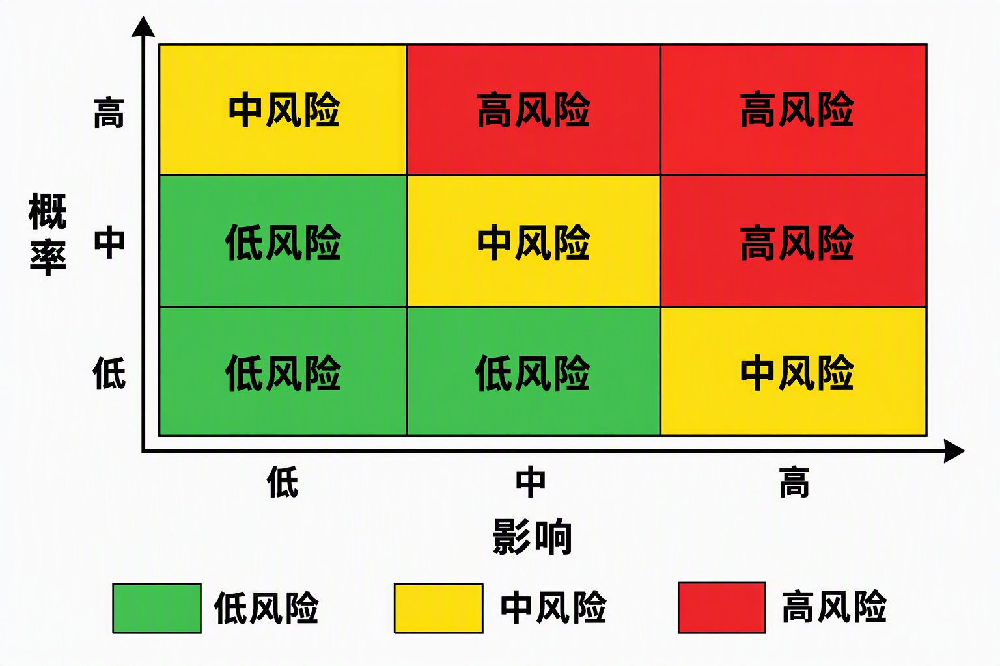 高 中风险 高风险 高风险
概率
中 低风险 中风险 高风险
低 低风险 低风险 中风险
低 中 高
影响
低风险 中风险 高风险